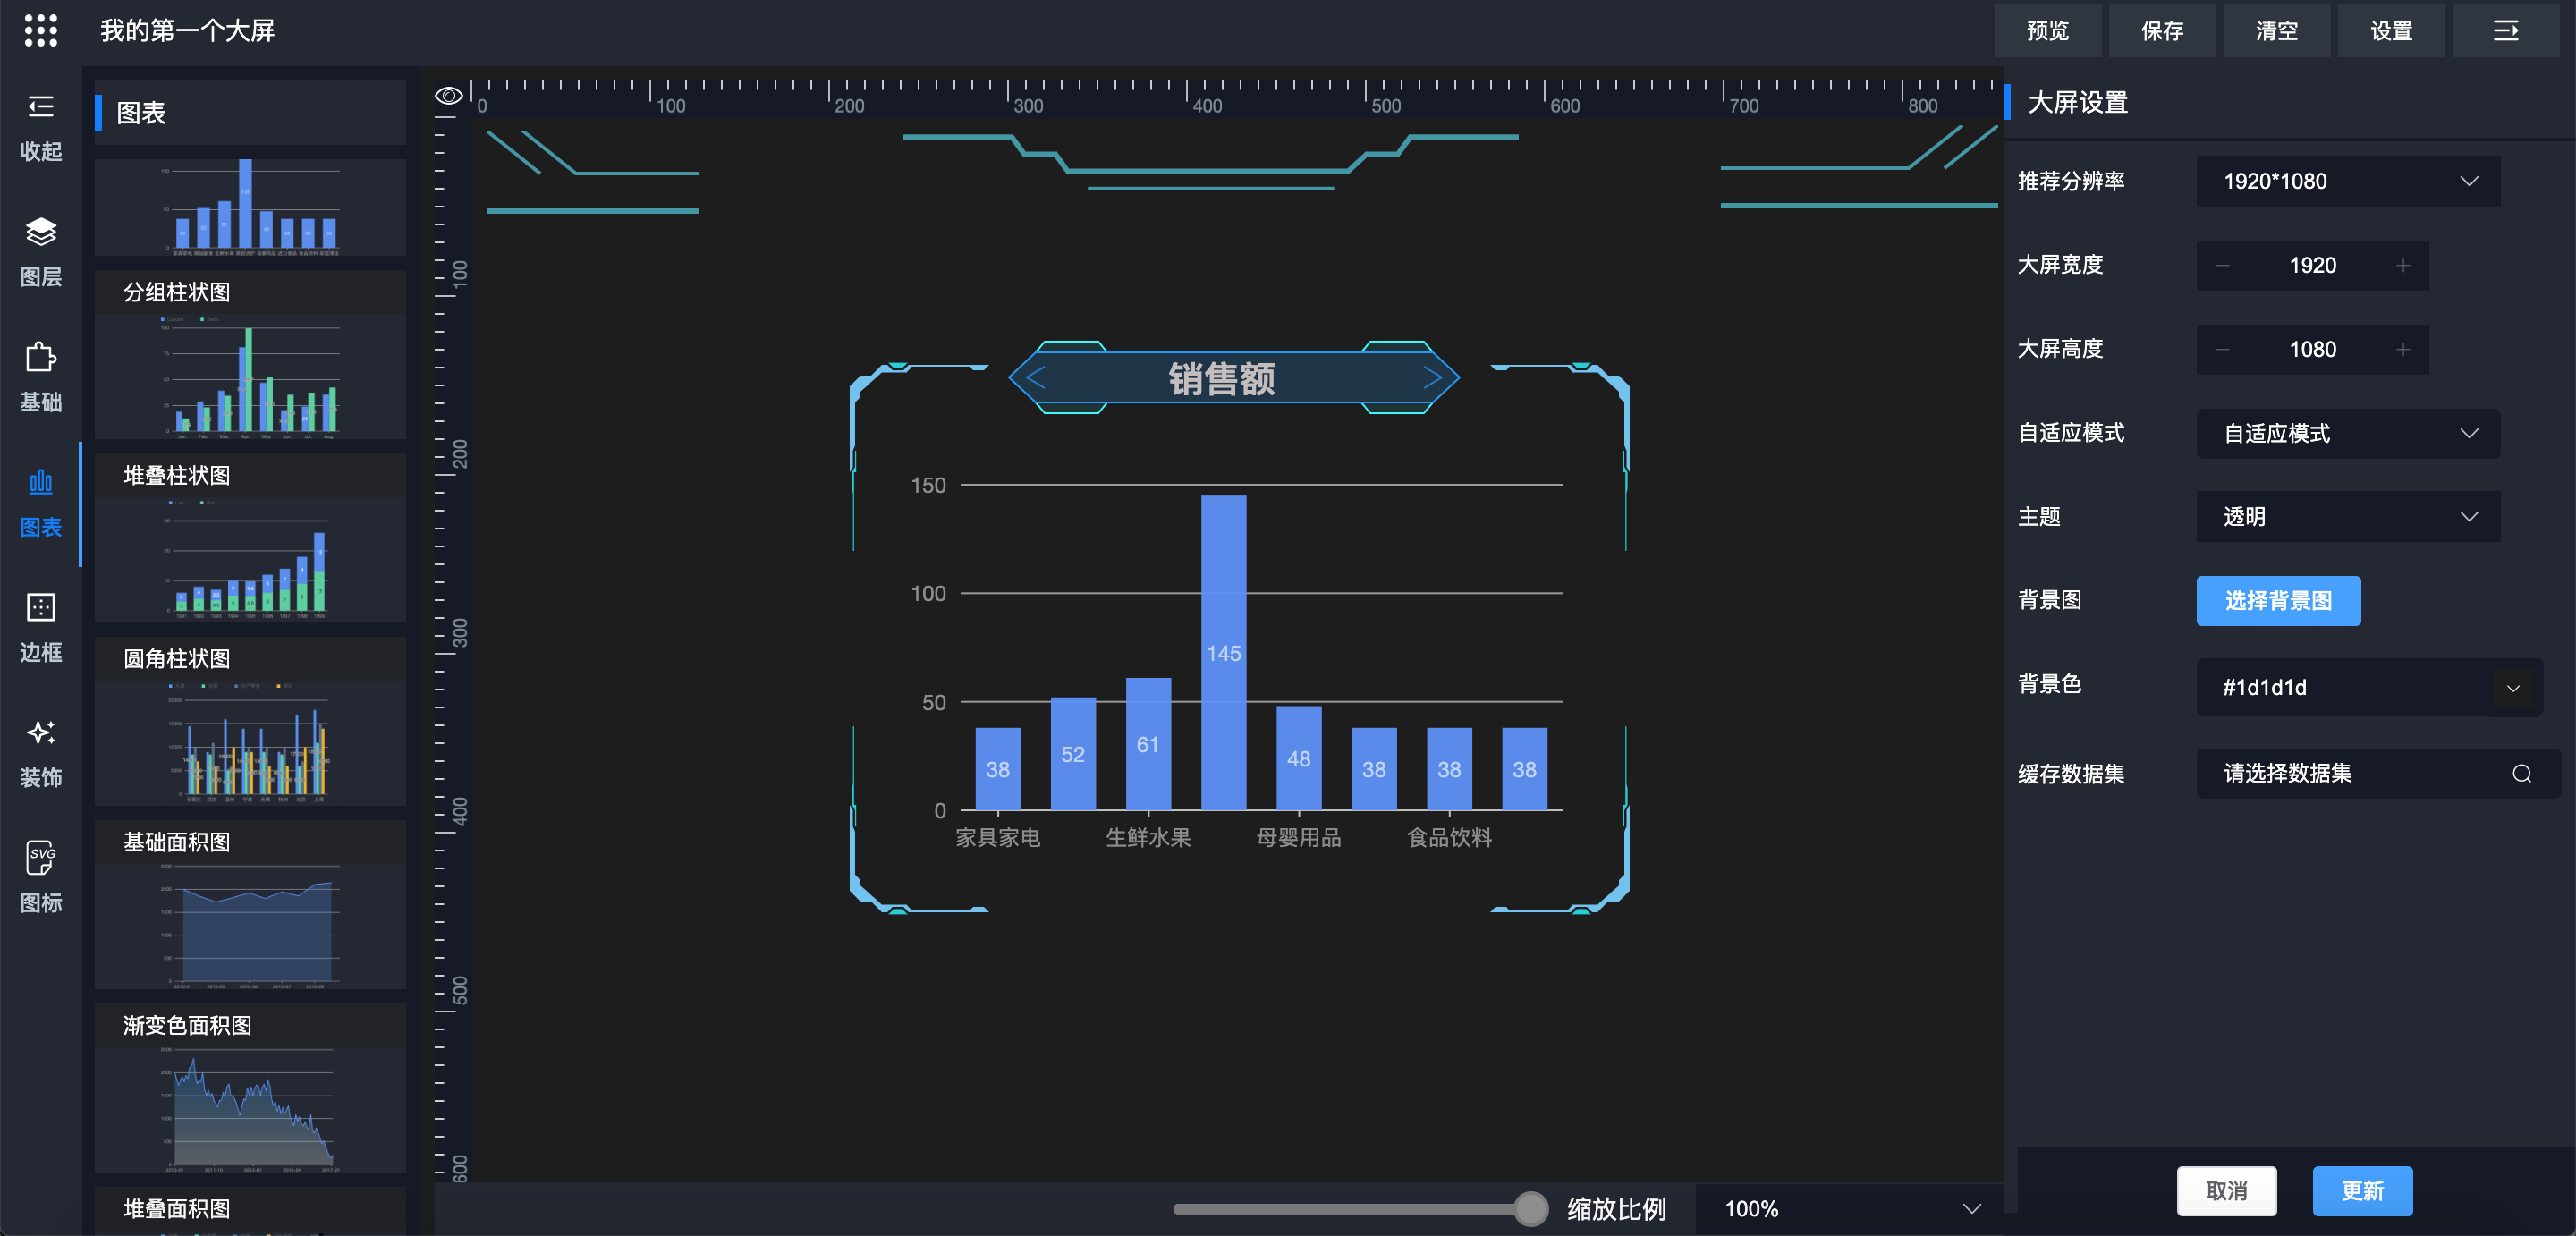 我的第一个大屏
预览
保存
清空
设置
收起
图层
基础
图表
边框
装饰
SVG
图标
图表
分组柱状图
堆叠柱状图
圆角柱状图
基础面积图
渐变色面积图
堆叠面积图
0 100 200 300 400 500 600 700 800
100
200
300
400
500
600
销售额
150
100
50
0
38 52 61 145 48 38 38 38
家具家电 生鲜水果 母婴用品 食品饮料
缩放比例
100%
大屏设置
推荐分辨率 1920*1080
大屏宽度 1920
大屏高度 1080
自适应模式 自适应模式
主题 透明
背景图 选择背景图
背景色 #1d1d1d
缓存数据集 请选择数据集
取消 更新